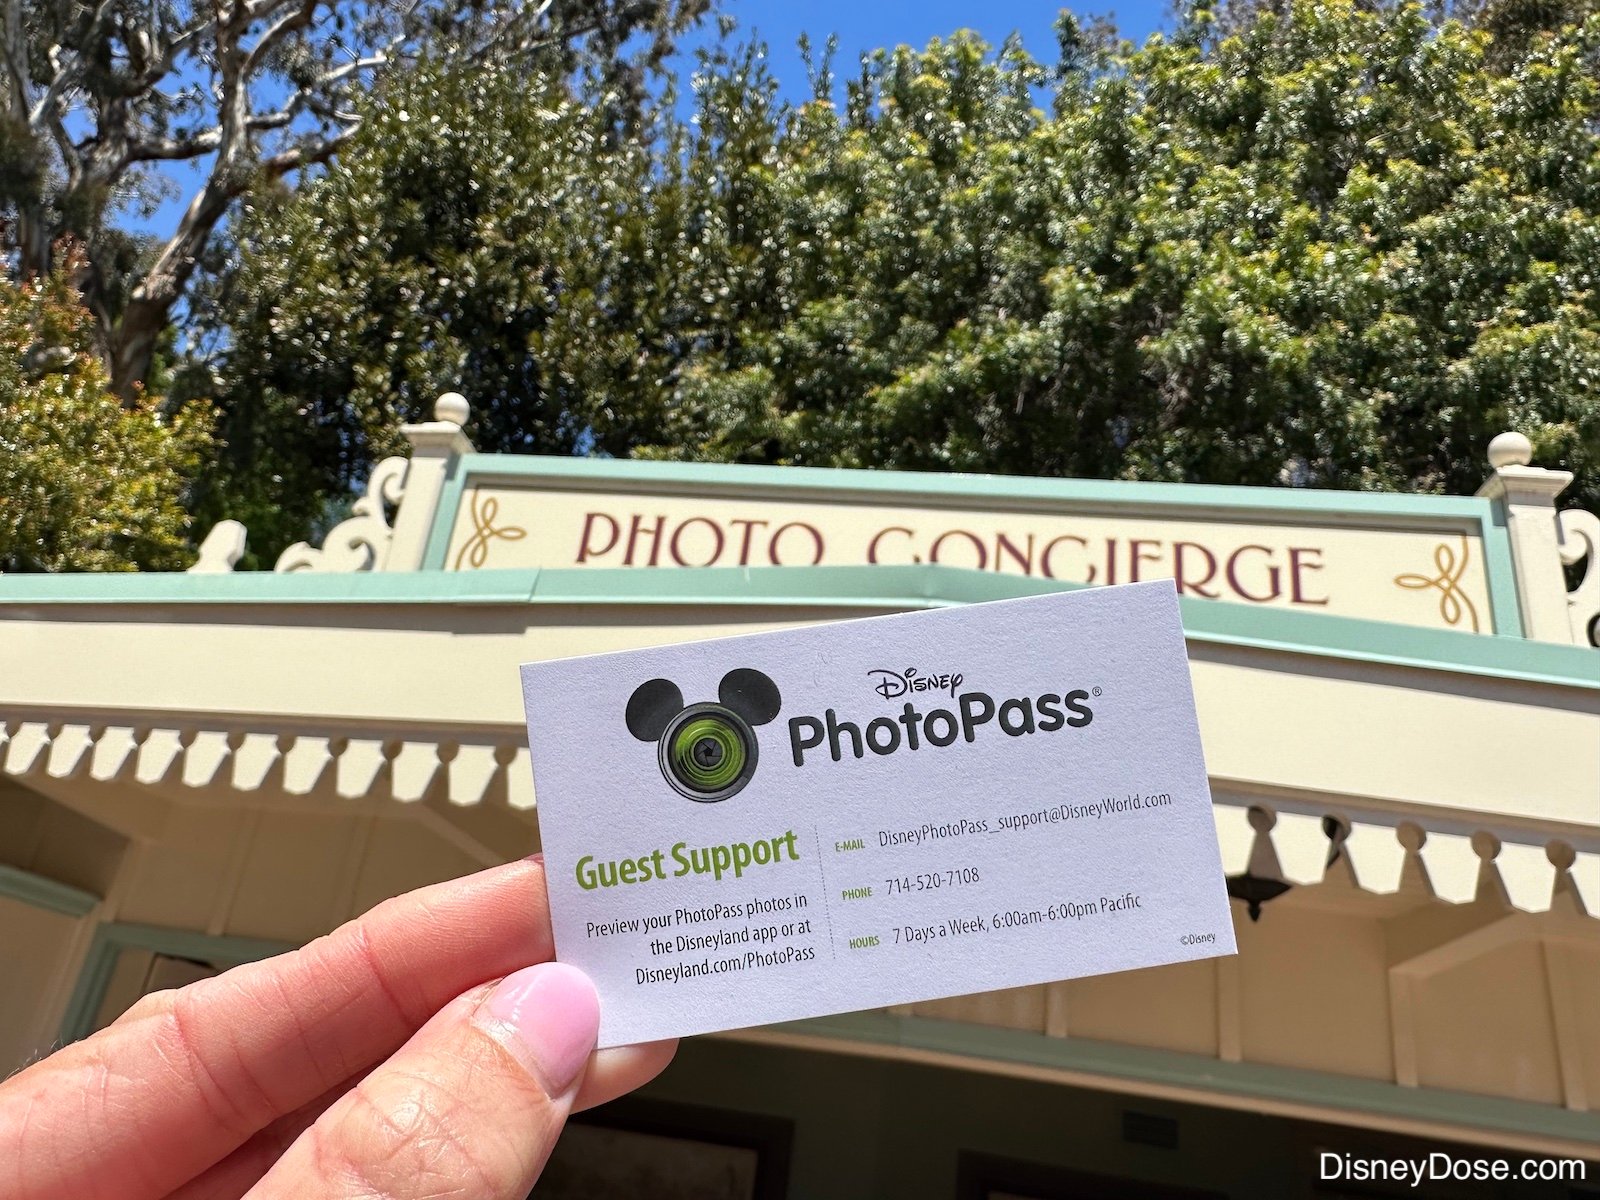 PHOTO CONCIERGE
Disney
PhotoPass®
Guest Support
Preview your PhotoPass photos in
the Disneyland app or at
Disneyland.com/PhotoPass
E-MAIL DisneyPhotoPass_support@DisneyWorld.com
PHONE 714-520-7108
HOURS 7 Days a Week, 6:00am-6:00pm Pacific
©Disney
DisneyDose.com